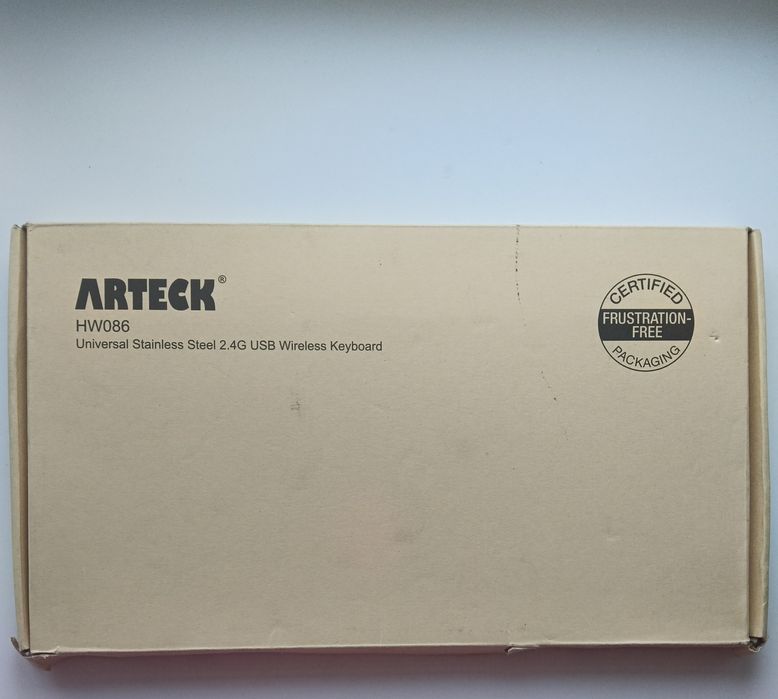 ARTECK®
HW086
Universal Stainless Steel 2.4G USB Wireless Keyboard
CERTIFIED
FRUSTRATION-
FREE
PACKAGING